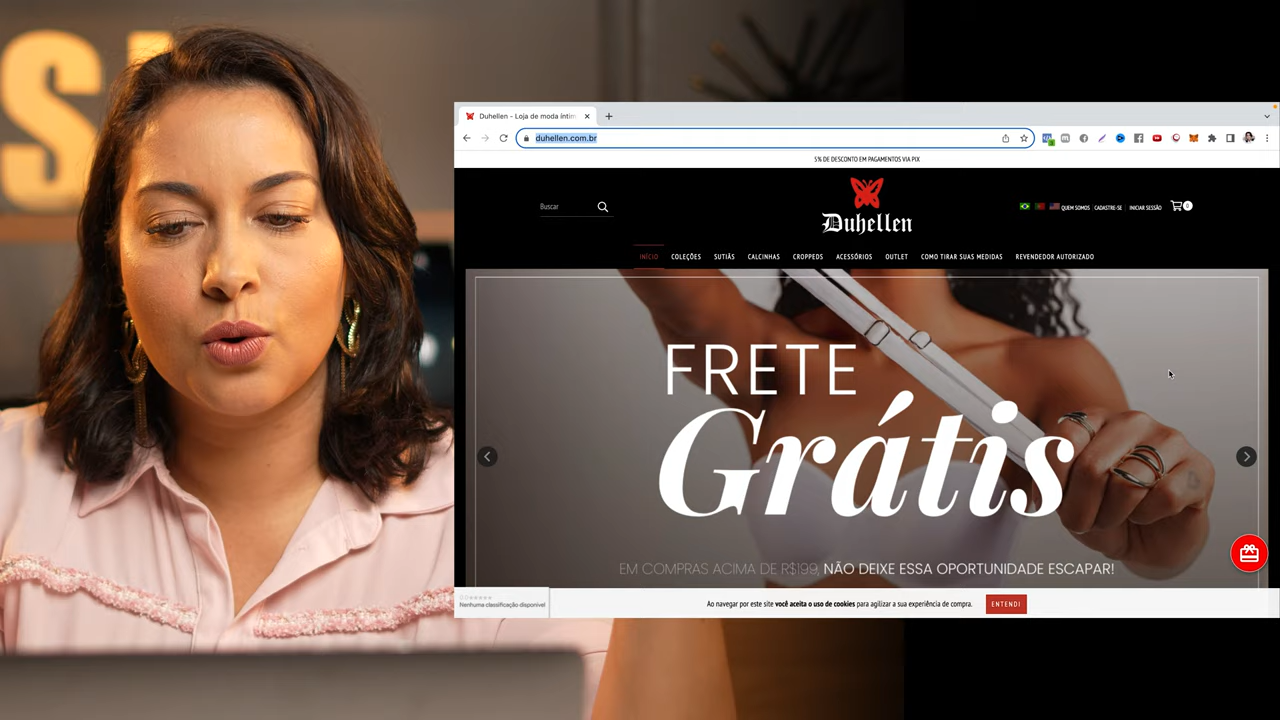 Duhellen - Loja de moda íntim
duhellen.com.br
5% DE DESCONTO EM PAGAMENTOS VIA PIX
Buscar
Duhellen
QUEM SOMOS
CADASTRE-SE
INICIAR SESSÃO
0
INÍCIO
COLEÇÕES
SUTIÃS
CALCINHAS
CROPPEDS
ACESSÓRIOS
OUTLET
COMO TIRAR SUAS MEDIDAS
REVENDEDOR AUTORIZADO
FRETE
Grátis
EM COMPRAS ACIMA DE R$199, NÃO DEIXE ESSA OPORTUNIDADE ESCAPAR!
Nenhuma classificação disponível
Ao navegar por este site você aceita o uso de cookies para agilizar a sua experiência de compra.
ENTENDI